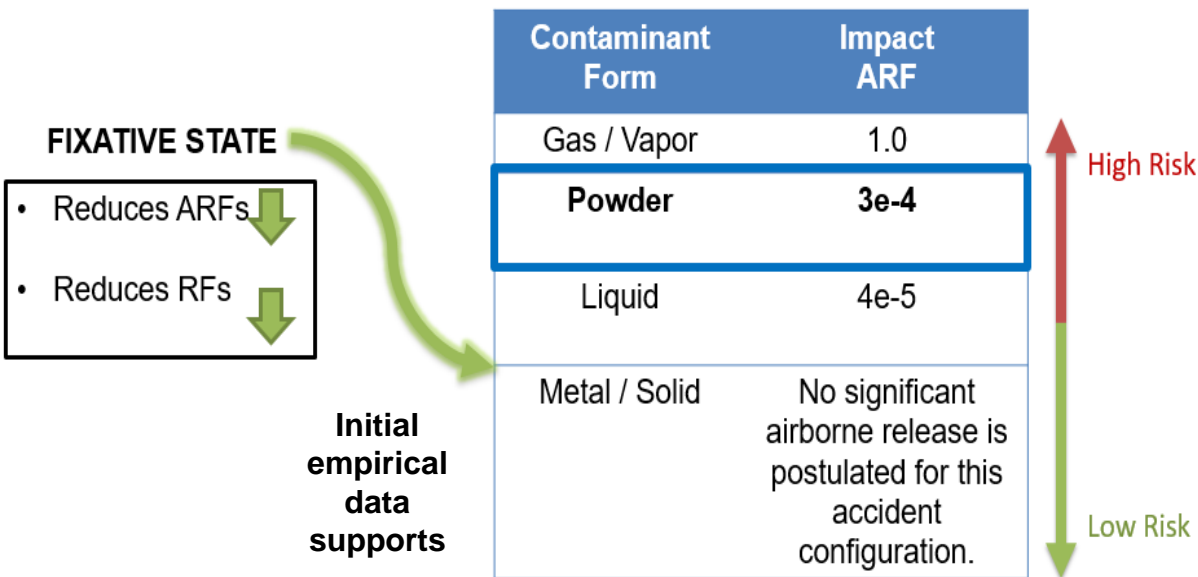 FIXATIVE STATE
• Reduces ARFs
• Reduces RFs
Initial
empirical
data
supports
Contaminant
Form
Impact
ARF
Gas / Vapor
1.0
Powder
3e-4
Liquid
4e-5
Metal / Solid
No significant
airborne release is
postulated for this
accident
configuration.
High Risk
Low Risk